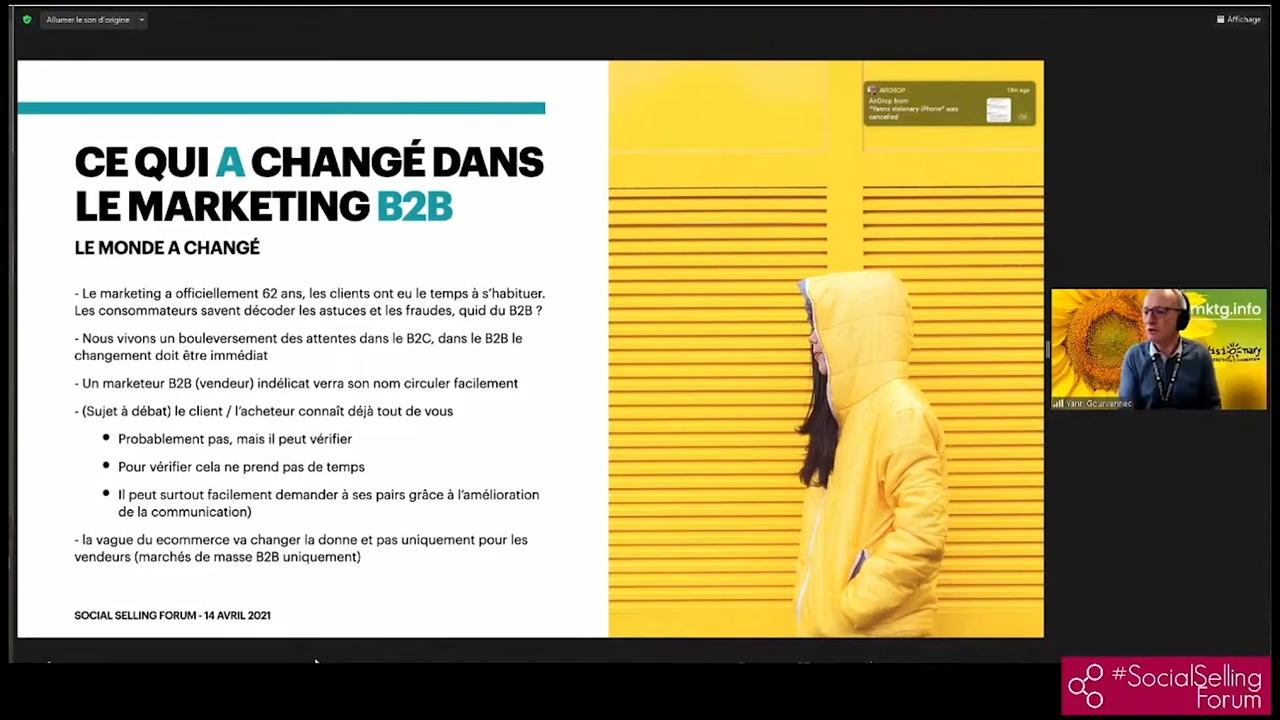 Allumer le son d'origine
Affichage
AIRDROP
19m ago
AirDrop from
"Yanns visionary iPhone" was
cancelled
OK
CE QUI A CHANGÉ DANS
LE MARKETING B2B
LE MONDE A CHANGÉ
- Le marketing a officiellement 62 ans, les clients ont eu le temps à s'habituer.
Les consommateurs savent décoder les astuces et les fraudes, quid du B2B ?
- Nous vivons un bouleversement des attentes dans le B2C, dans le B2B le
changement doit être immédiat
- Un marketeur B2B (vendeur) indélicat verra son nom circuler facilement
- (Sujet à débat) le client / l'acheteur connaît déjà tout de vous
• Probablement pas, mais il peut vérifier
• Pour vérifier cela ne prend pas de temps
• Il peut surtout facilement demander à ses pairs grâce à l'amélioration
de la communication)
- la vague du ecommerce va changer la donne et pas uniquement pour les
vendeurs (marchés de masse B2B uniquement)
SOCIAL SELLING FORUM - 14 AVRIL 2021
mktg.info
Yann Gourvennec
#SocialSelling
Forum